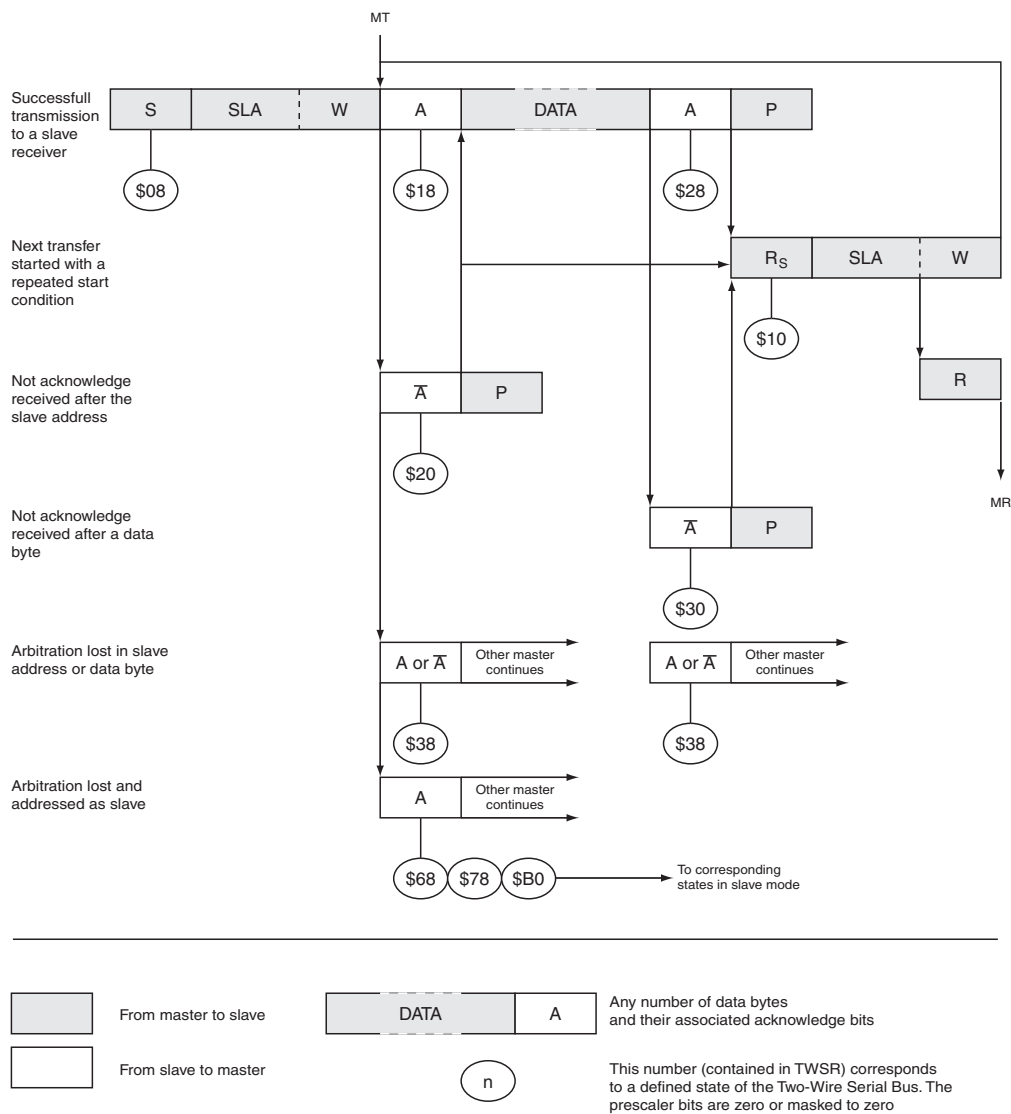 MT
Successfull
transmission
to a slave
receiver
S SLA W A DATA A P
$08 $18 $28
Next transfer
started with a
repeated start
condition
RS SLA W
$10
Not acknowledge
received after the
slave address
A̅ P
R
$20
MR
Not acknowledge
received after a data
byte
A̅ P
$30
Arbitration lost in slave
address or data byte
A or A̅ Other master
continues
A or A̅ Other master
continues
$38 $38
Arbitration lost and
addressed as slave
A Other master
continues
$68 $78 $B0 To corresponding
states in slave mode
From master to slave
DATA A Any number of data bytes
and their associated acknowledge bits
From slave to master
n This number (contained in TWSR) corresponds
to a defined state of the Two-Wire Serial Bus. The
prescaler bits are zero or masked to zero